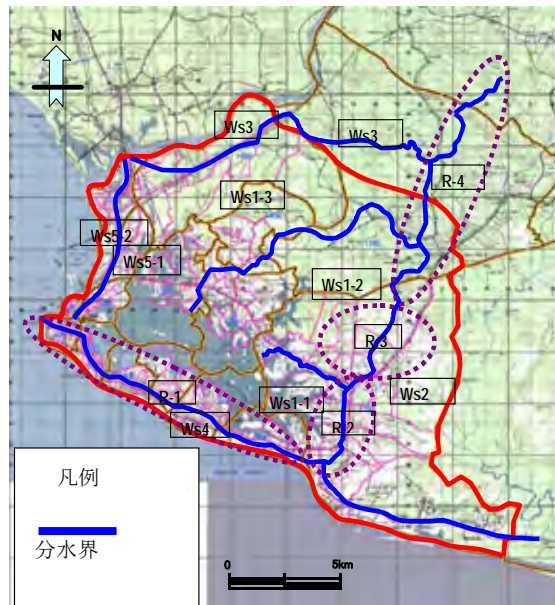 N
Ws3
Ws3
R-4
Ws1-3
Ws5-2
Ws5-1
Ws1-2
R-3
R-1
Ws1-1
Ws2
Ws4
R-2
凡例
分水界
0
5km